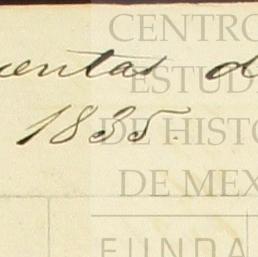 uentas d
1835.
CENTRO
ESTUD
DE HISTO
DE MEX
FUNDA